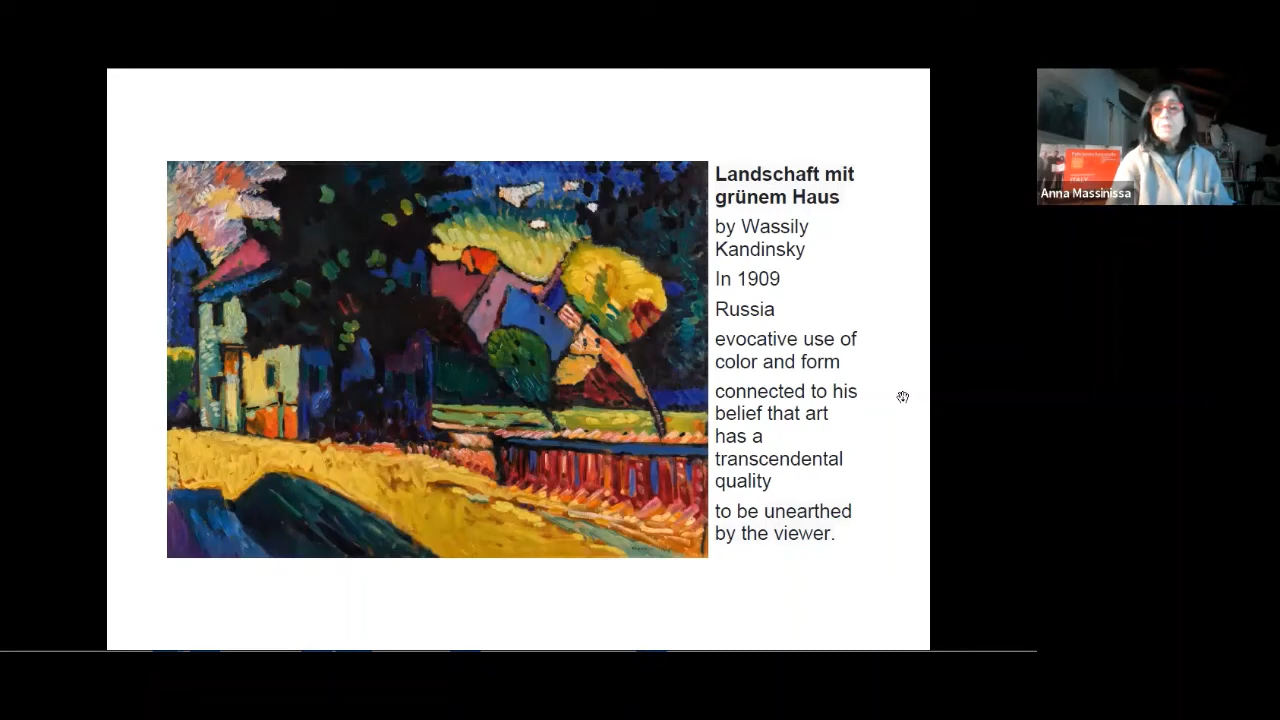 Landschaft mit
grünem Haus
by Wassily
Kandinsky
In 1909
Russia
evocative use of
color and form
connected to his
belief that art
has a
transcendental
quality
to be unearthed
by the viewer.
ITALY
Anna Massinissa